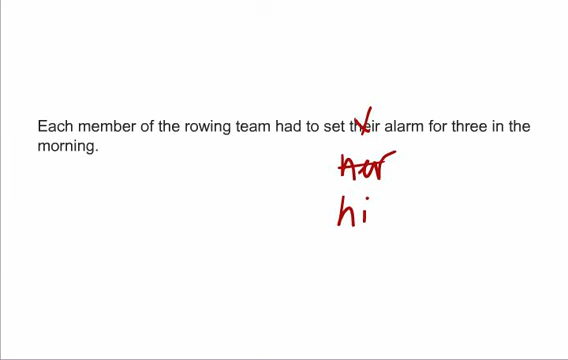 Each member of the rowing team had to set their alarm for three in the
morning.
her
hi